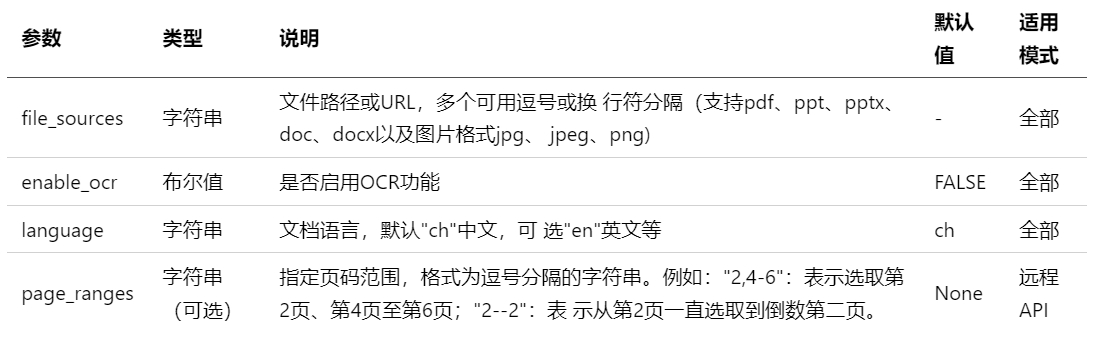 参数 类型 说明 默认值 适用模式
file_sources 字符串 文件路径或URL，多个可用逗号或换 行符分隔（支持pdf、ppt、pptx、
doc、docx以及图片格式jpg、 jpeg、png） - 全部
enable_ocr 布尔值 是否启用OCR功能 FALSE 全部
language 字符串 文档语言，默认"ch"中文，可 选"en"英文等 ch 全部
page_ranges 字符串（可选） 指定页码范围，格式为逗号分隔的字符串。例如："2,4-6"：表示选取第
2页、第4页至第6页；"2--2"：表 示从第2页一直选取到倒数第二页。 None 远程API